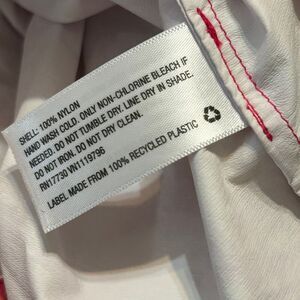 SHELL: 100% NYLON
HAND WASH COLD. ONLY NON-CHLORINE BLEACH IF
NEEDED. DO NOT TUMBLE DRY. LINE DRY IN SHADE.
DO NOT IRON. DO NOT DRY CLEAN.
RN17730 VN1119796
LABEL MADE FROM 100% RECYCLED PLASTIC